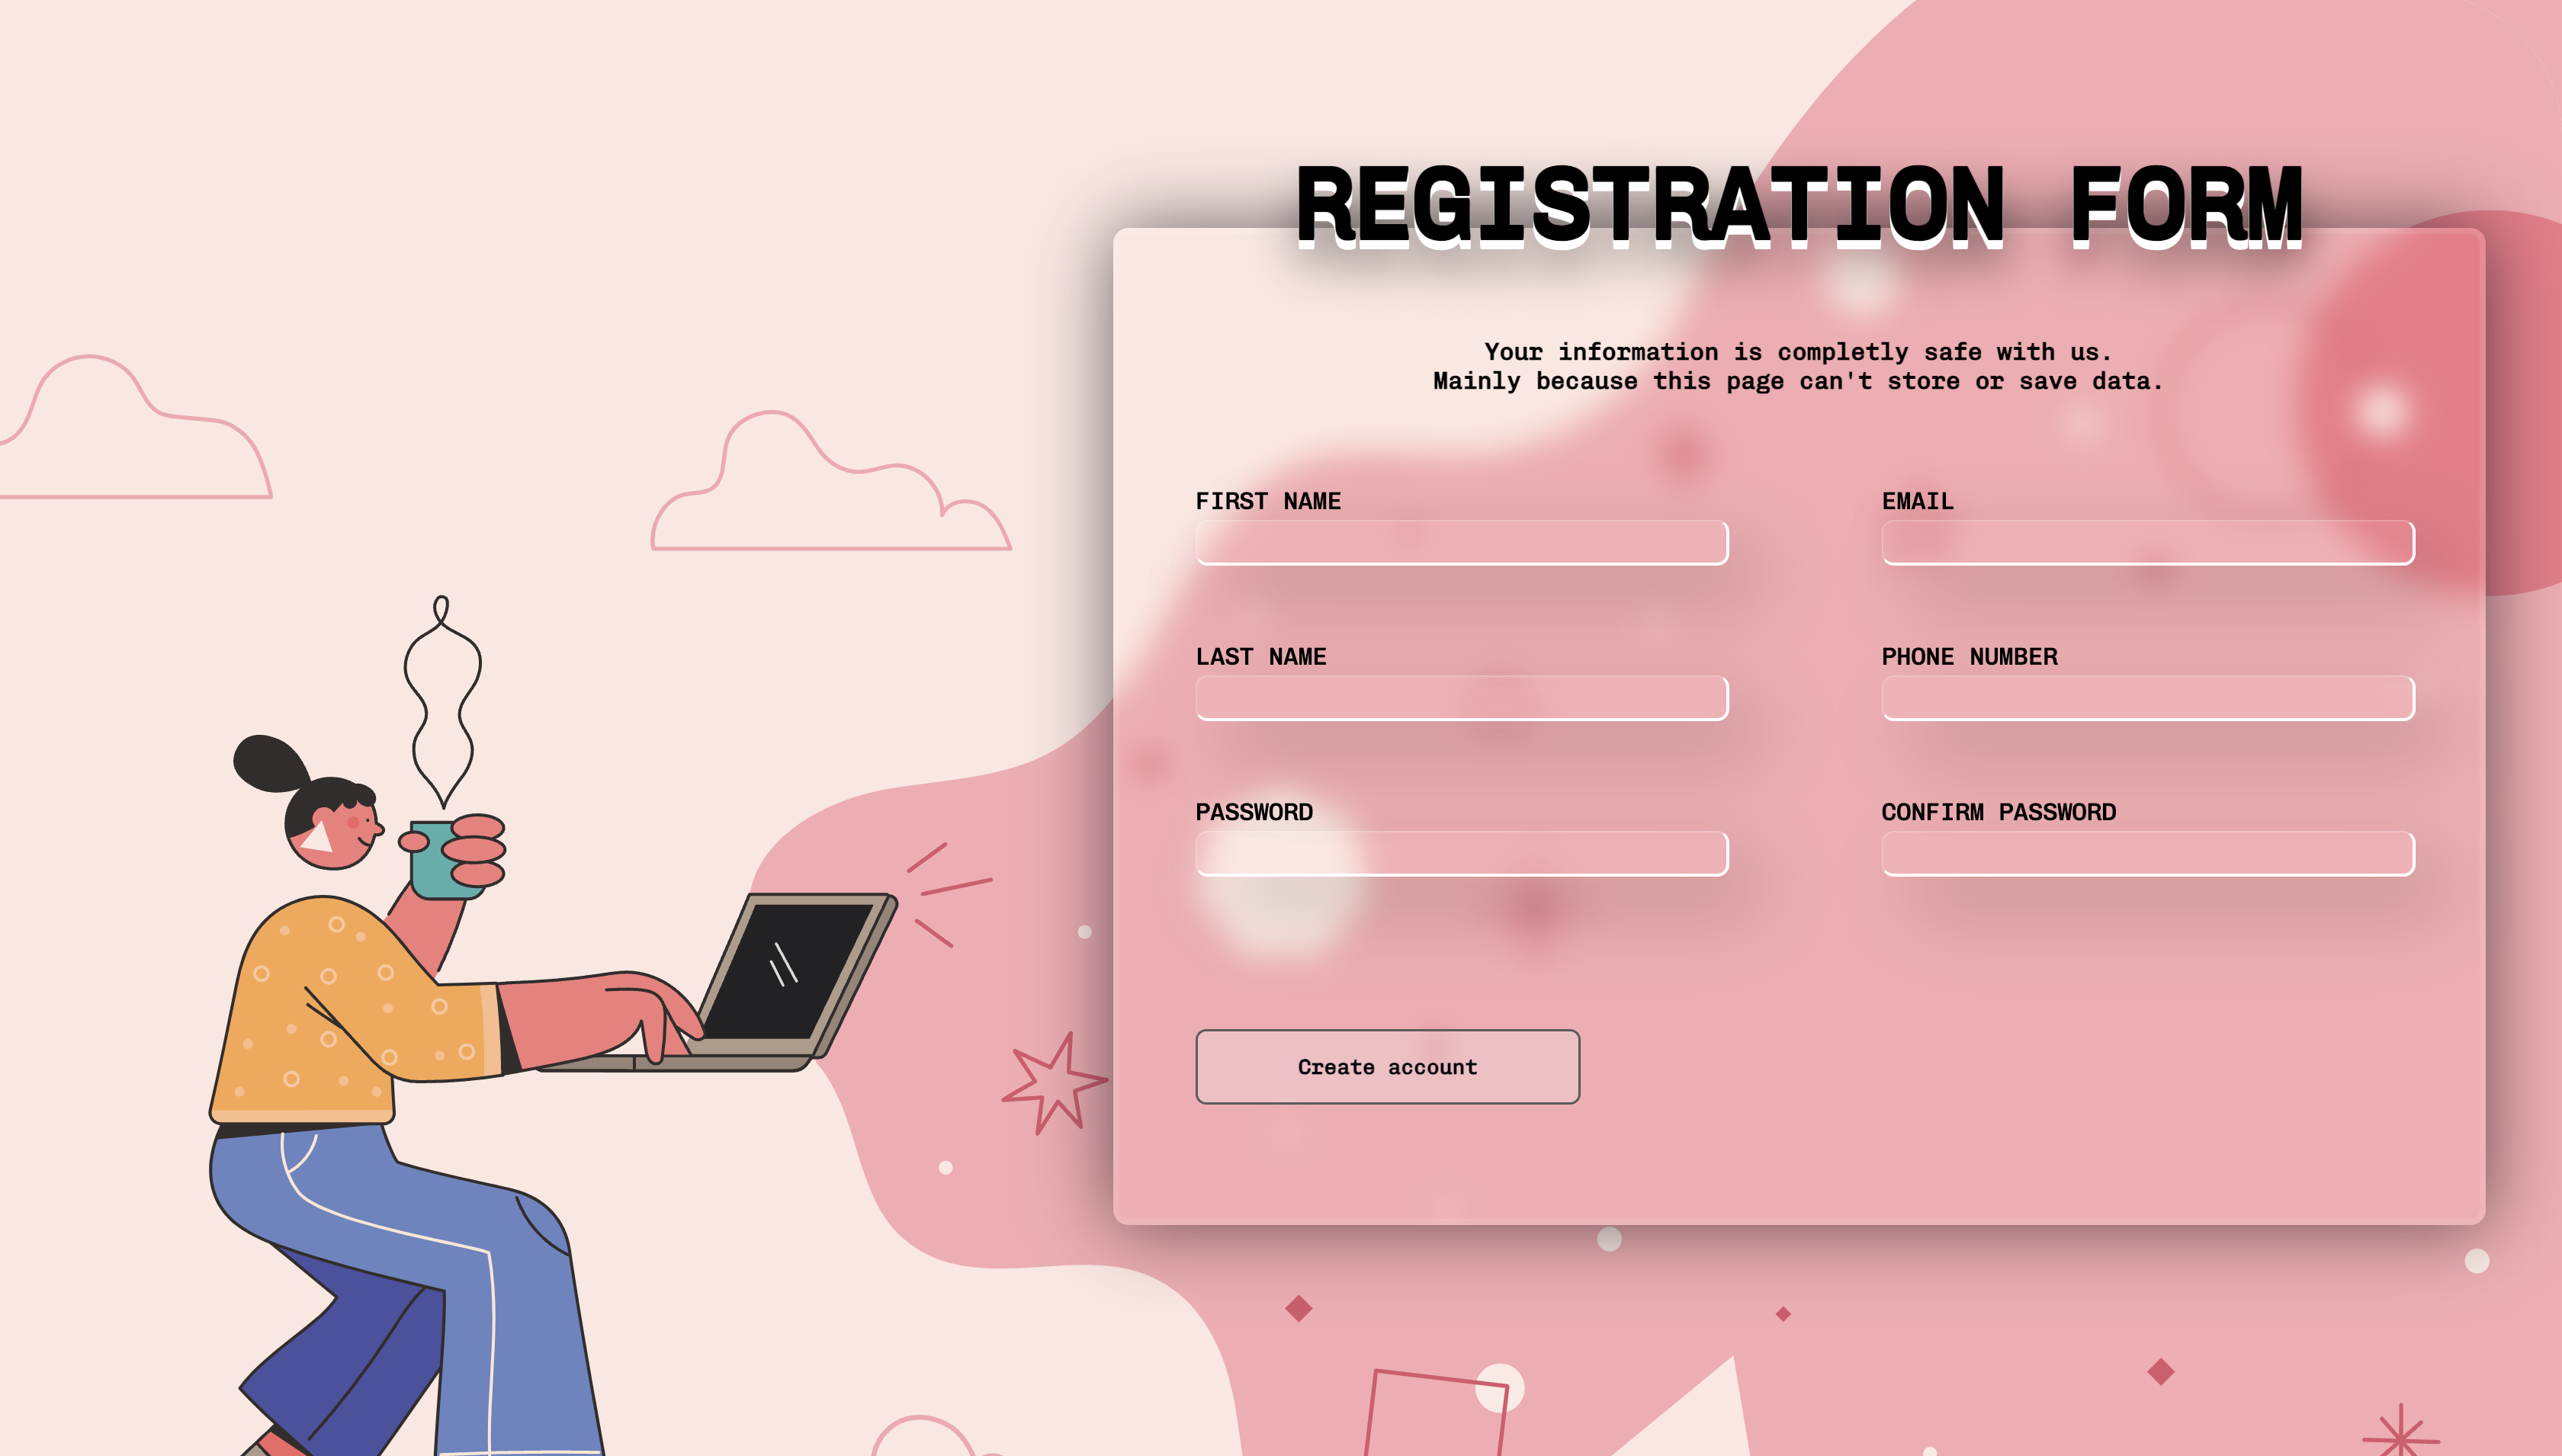 REGISTRATION FORM
Your information is completly safe with us.
Mainly because this page can't store or save data.
FIRST NAME
EMAIL
LAST NAME
PHONE NUMBER
PASSWORD
CONFIRM PASSWORD
Create account